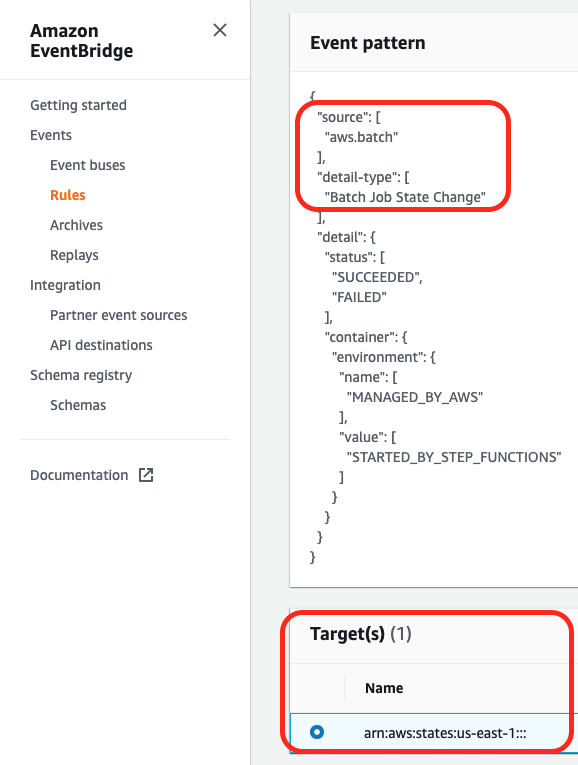 Amazon
EventBridge
Getting started
Events
Event buses
Rules
Archives
Replays
Integration
Partner event sources
API destinations
Schema registry
Schemas
Documentation
Event pattern
{
"source": [
"aws.batch"
],
"detail-type": [
"Batch Job State Change"
],
"detail": {
"status": [
"SUCCEEDED",
"FAILED"
],
"container": {
"environment": {
"name": [
"MANAGED_BY_AWS"
],
"value": [
"STARTED_BY_STEP_FUNCTIONS"
]
}
}
}
}
Target(s) (1)
Name
arn:aws:states:us-east-1:::